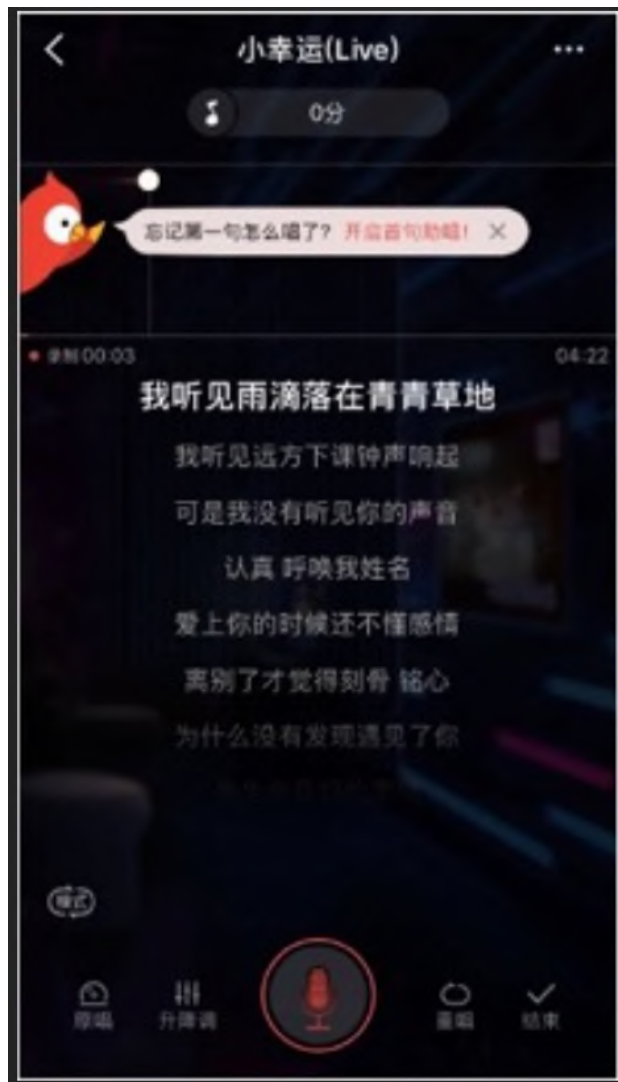 小幸运(Live)
0分
忘记第一句怎么唱了? 开启首句助唱!
录制 00:03
04:22
我听见雨滴落在青青草地
我听见远方下课钟声响起
可是我没有听见你的声音
认真 呼唤我姓名
爱上你的时候还不懂感情
离别了才觉得刻骨 铭心
为什么没有发现遇见了你
模式
原唱
升降调
重唱
结束